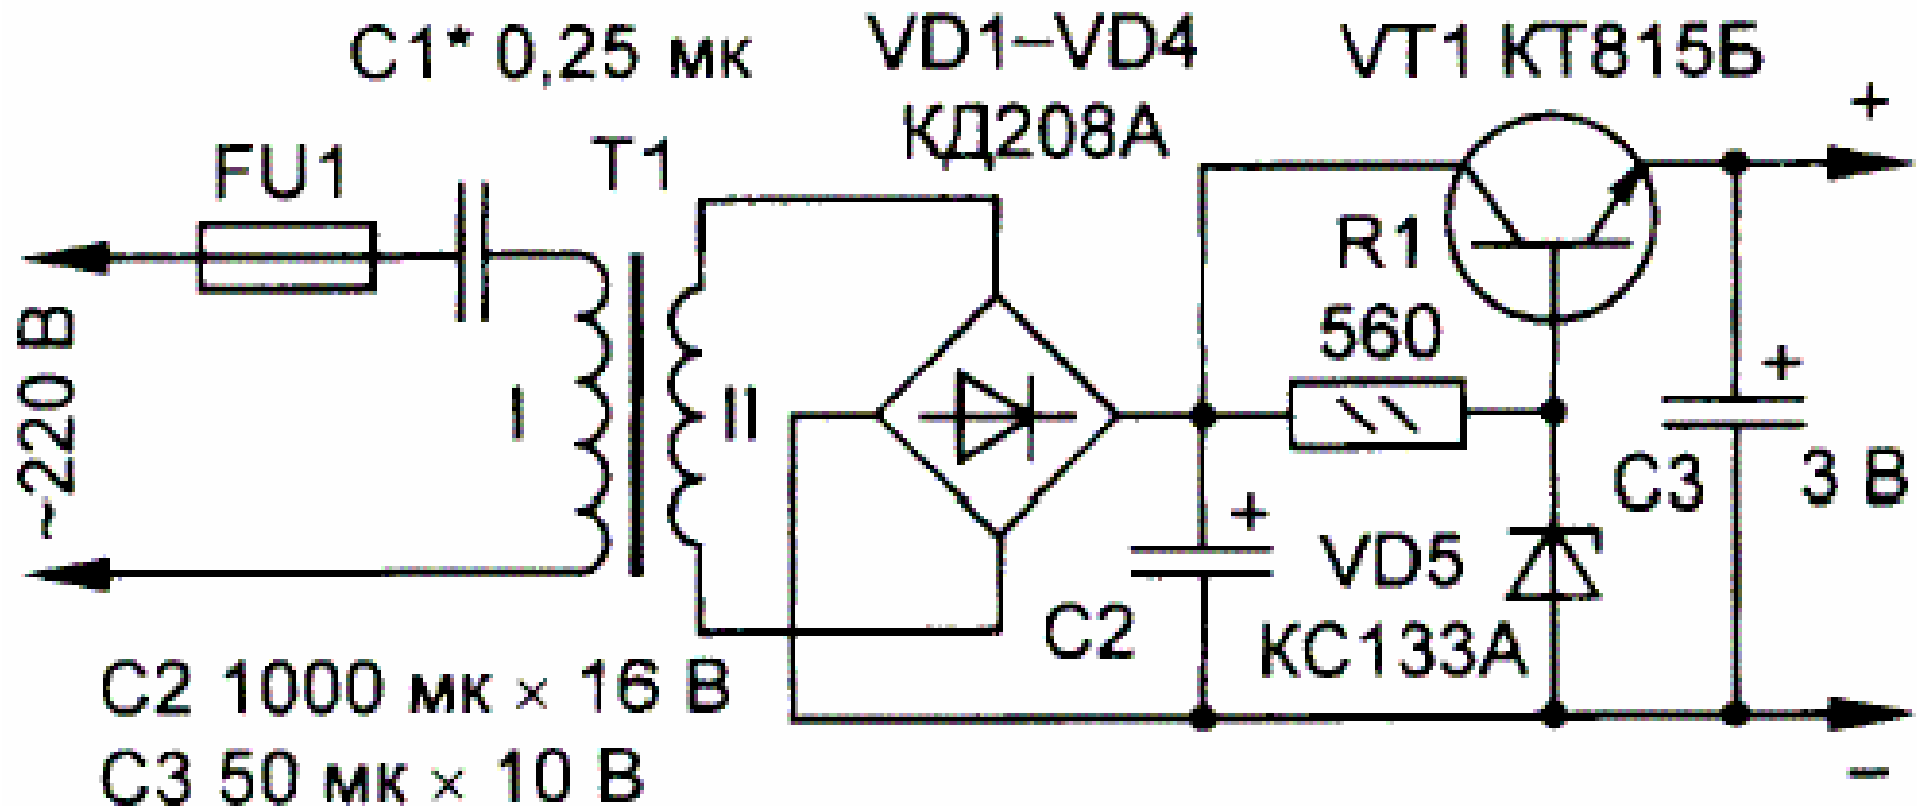 C1* 0,25 мк
VD1–VD4
КД208А
VT1 КТ815Б
+
FU1
T1
R1
560
~220 В
I
II
+
C3
3 В
+
C2
VD5
КС133А
C2 1000 мк × 16 В
C3 50 мк × 10 В
–